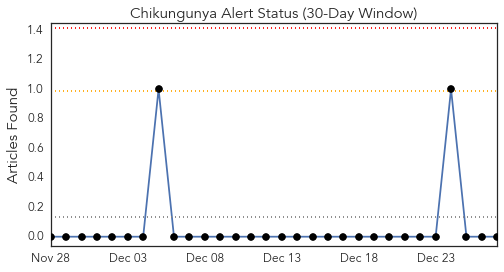 Chikungunya Alert Status (30-Day Window)
1.4
1.2
1.0
0.8
0.6
0.4
0.2
0.0
Articles Found
Nov 28 Dec 03 Dec 08 Dec 13 Dec 18 Dec 23